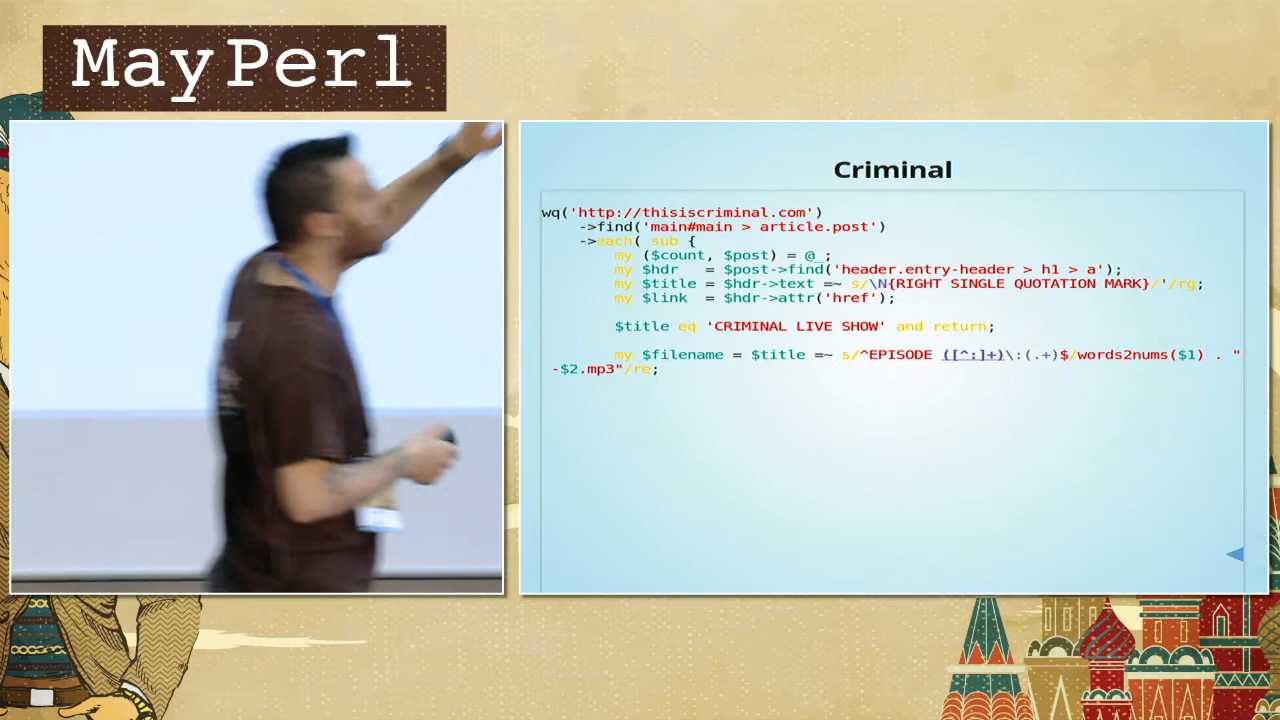 MayPerl
Criminal
wq('http://thisiscriminal.com')
->find('main#main > article.post')
->each( sub {
my ($count, $post) = @_;
my $hdr = $post->find('header.entry-header > h1 > a');
my $title = $hdr->text =~ s/\N{RIGHT SINGLE QUOTATION MARK}/'/rg;
my $link = $hdr->attr('href');
$title eq 'CRIMINAL LIVE SHOW' and return;
my $filename = $title =~ s/^EPISODE ([^:]+)\:(.+)$/words2nums($1) . "
-$2.mp3"/re;